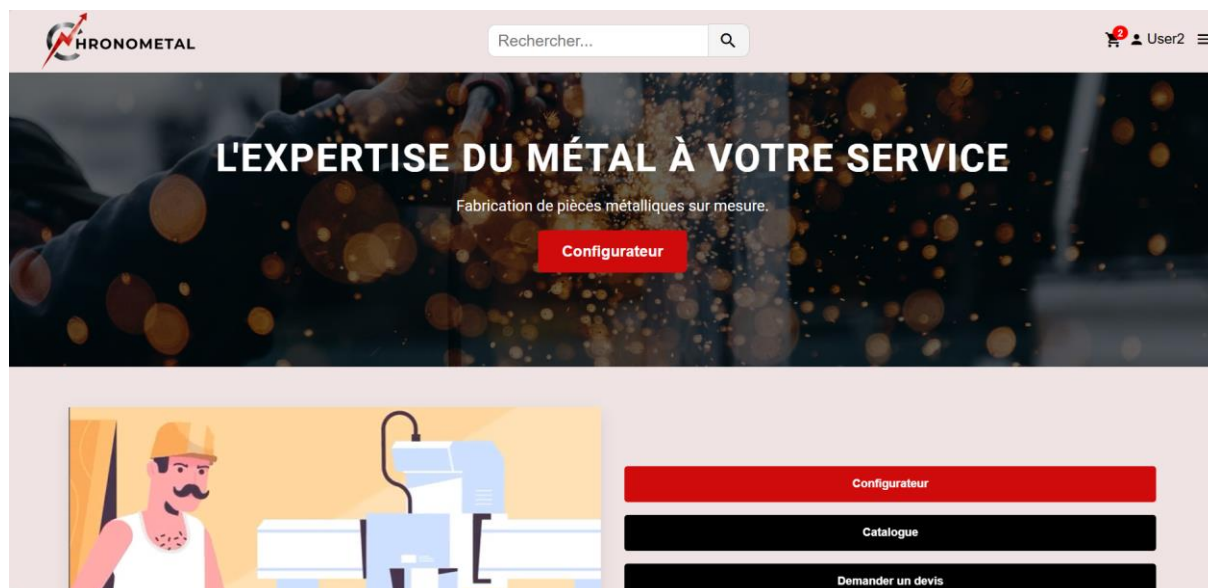 HRONOMETAL
Rechercher...
2
User2
L'EXPERTISE DU MÉTAL À VOTRE SERVICE
Fabrication de pièces métalliques sur mesure.
Configurateur
Configurateur
Catalogue
Demander un devis